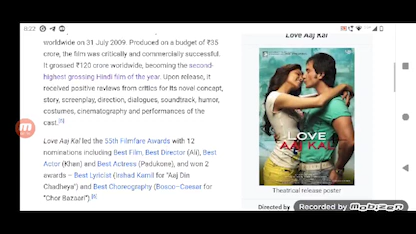 8:23
worldwide on 31 July 2009. Produced on a budget of ₹35
crore, the film was critically and commercially successful.
It grossed ₹120 crore worldwide, becoming the second-
highest grossing Hindi film of the year. Upon release, it
received positive reviews from critics for its novel concept,
story, screenplay, direction, dialogues, soundtrack, humor,
costumes, cinematography and performances of
the cast.[5]
Love Aaj Kal led the 55th Filmfare Awards with 12
nominations including Best Film, Best Director (Ali), Best
Actor (Khan) and Best Actress (Padukone), and won 2
awards – Best Lyricist (Irshad Kamil for "Aaj Din
Chadheya") and Best Choreography (Bosco–Caesar for
"Chor Bazaari").[6]
Love Aaj Kal
LOVE
AAJ KAL
Theatrical release poster
Directed by
Recorded by
MOBIZEN